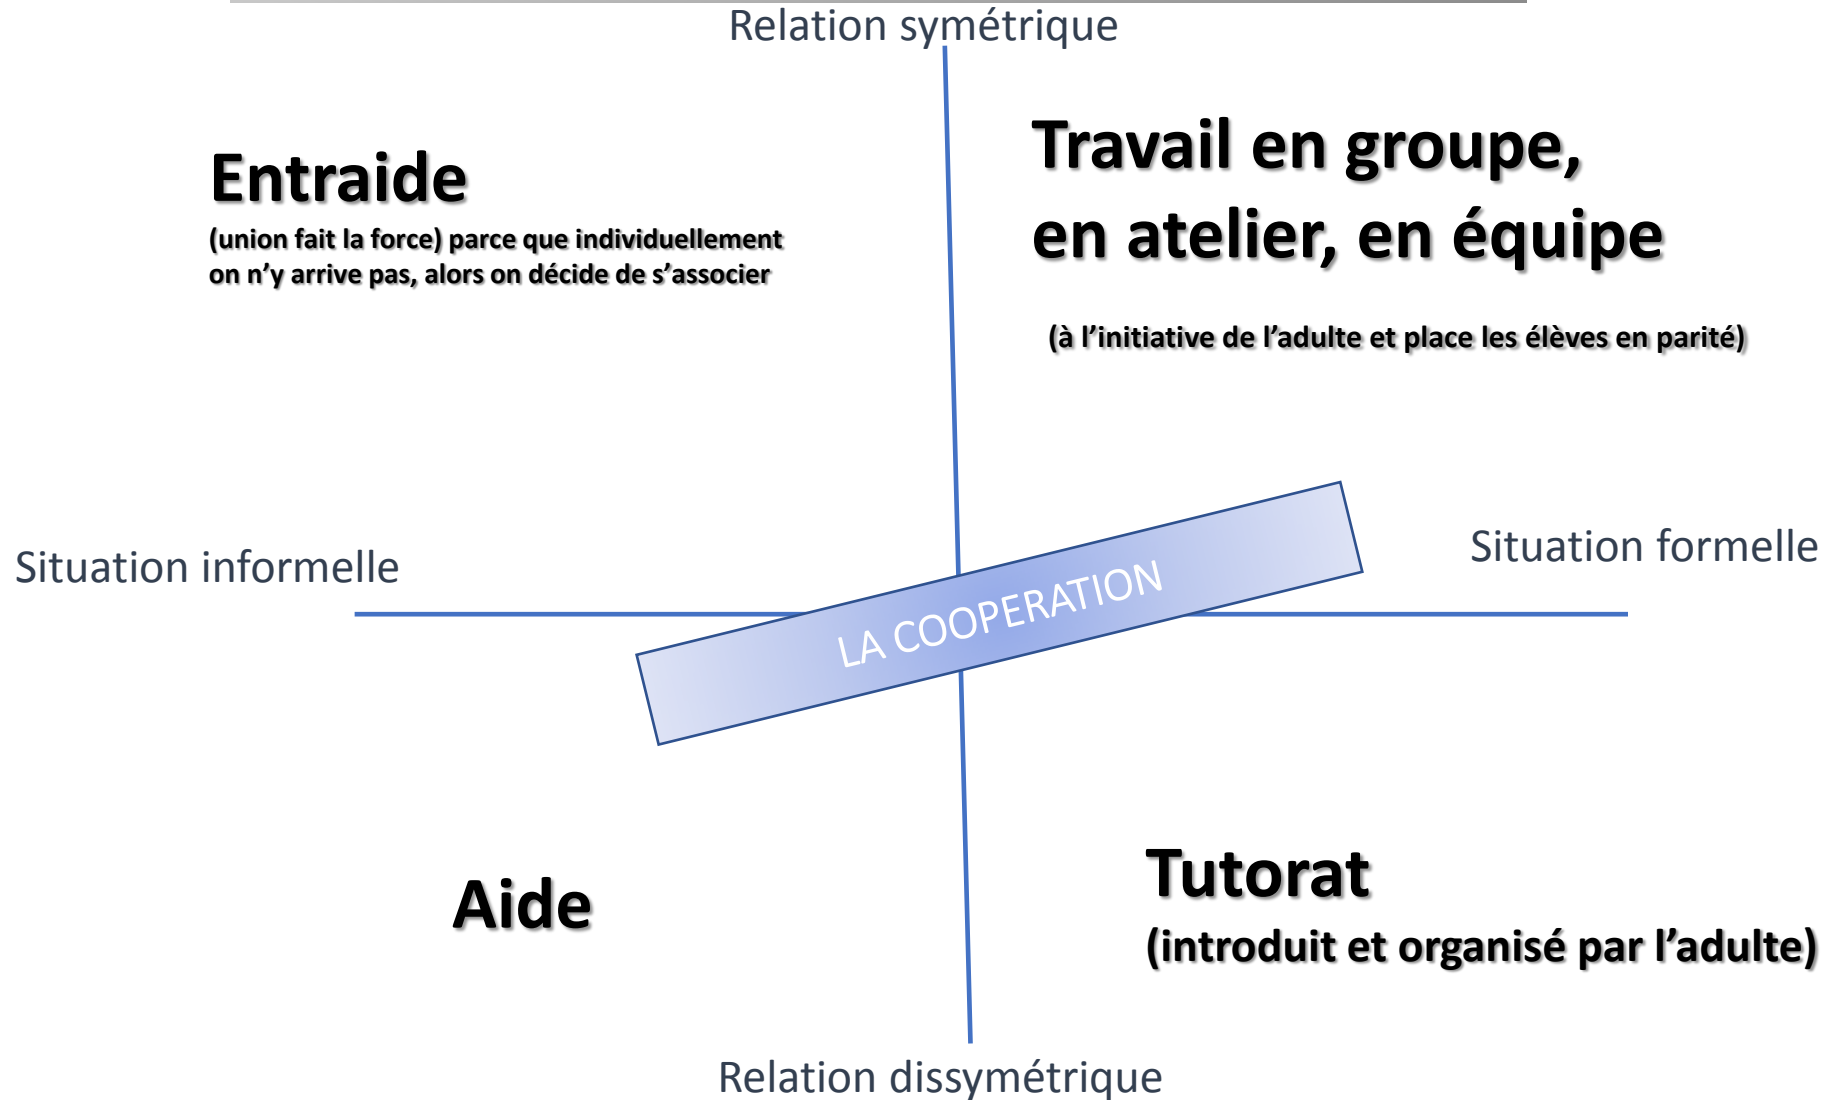 Relation symétrique
Entraide
(union fait la force) parce que individuellement
on n’y arrive pas, alors on décide de s’associer
Travail en groupe,
en atelier, en équipe
(à l’initiative de l’adulte et place les élèves en parité)
Situation informelle
Situation formelle
LA COOPERATION
Aide
Tutorat
(introduit et organisé par l’adulte)
Relation dissymétrique